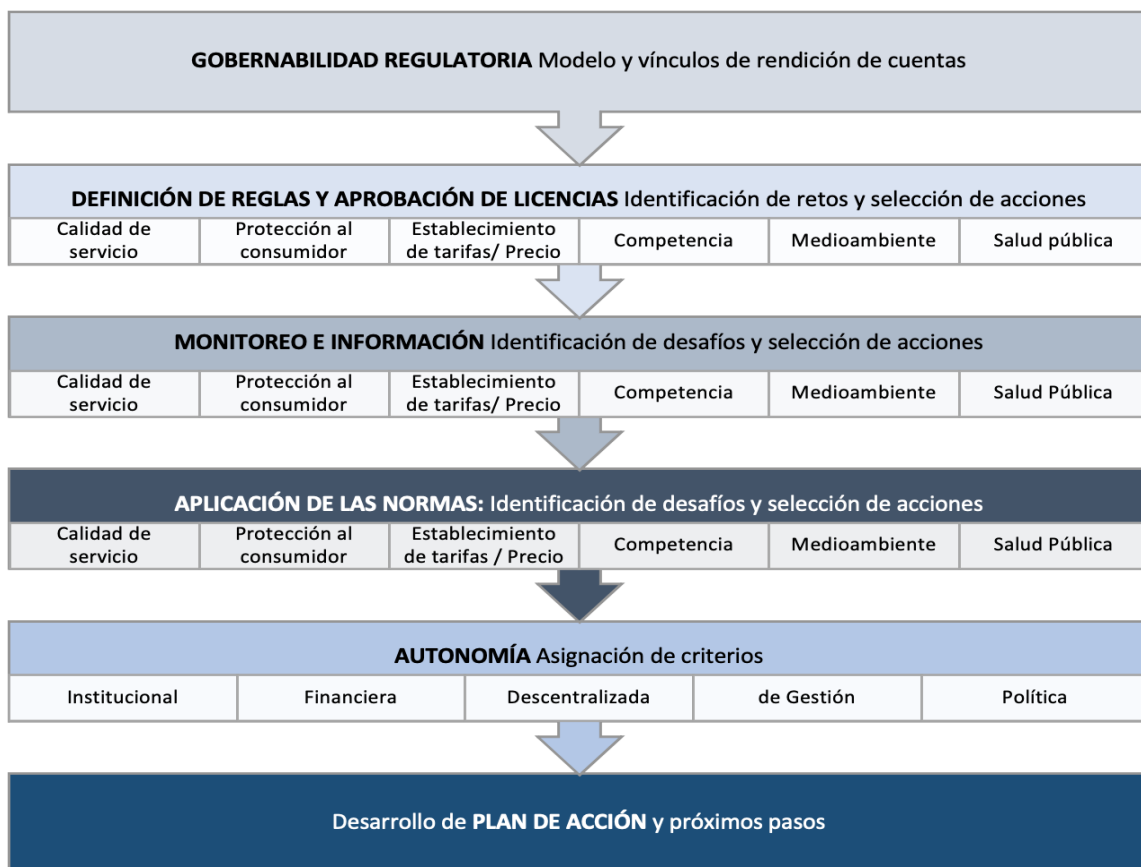 GOBERNABILIDAD REGULATORIA Modelo y vínculos de rendición de cuentas
DEFINICIÓN DE REGLAS Y APROBACIÓN DE LICENCIAS Identificación de retos y selección de acciones
Calidad de
servicio
Protección al
consumidor
Establecimiento
de tarifas/ Precio
Competencia
Medioambiente
Salud pública
MONITOREO E INFORMACIÓN Identificación de desafíos y selección de acciones
Calidad de
servicio
Protección al
consumidor
Establecimiento
de tarifas/ Precio
Competencia
Medioambiente
Salud Pública
APLICACIÓN DE LAS NORMAS: Identificación de desafíos y selección de acciones
Calidad de
servicio
Protección al
consumidor
Establecimiento
de tarifas / Precio
Competencia
Medioambiente
Salud Pública
AUTONOMÍA Asignación de criterios
Institucional
Financiera
Descentralizada
de Gestión
Política
Desarrollo de PLAN DE ACCIÓN y próximos pasos